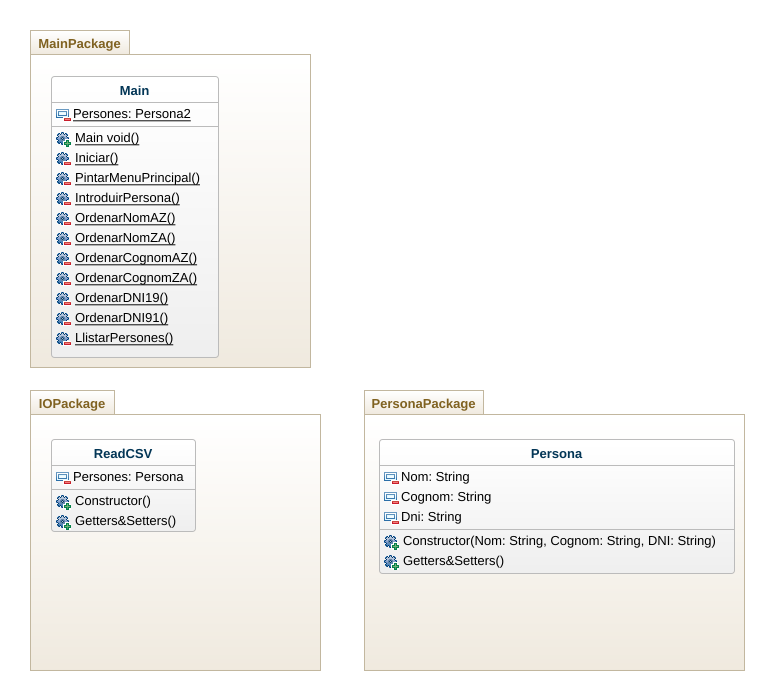 MainPackage
Main
Persones: Persona2
Main void()
Iniciar()
PintarMenuPrincipal()
IntroduirPersona()
OrdenarNomAZ()
OrdenarNomZA()
OrdenarCognomAZ()
OrdenarCognomZA()
OrdenarDNI19()
OrdenarDNI91()
LlistarPersones()
IOPackage
ReadCSV
Persones: Persona
Constructor()
Getters&Setters()
PersonaPackage
Persona
Nom: String
Cognom: String
Dni: String
Constructor(Nom: String, Cognom: String, DNI: String)
Getters&Setters()